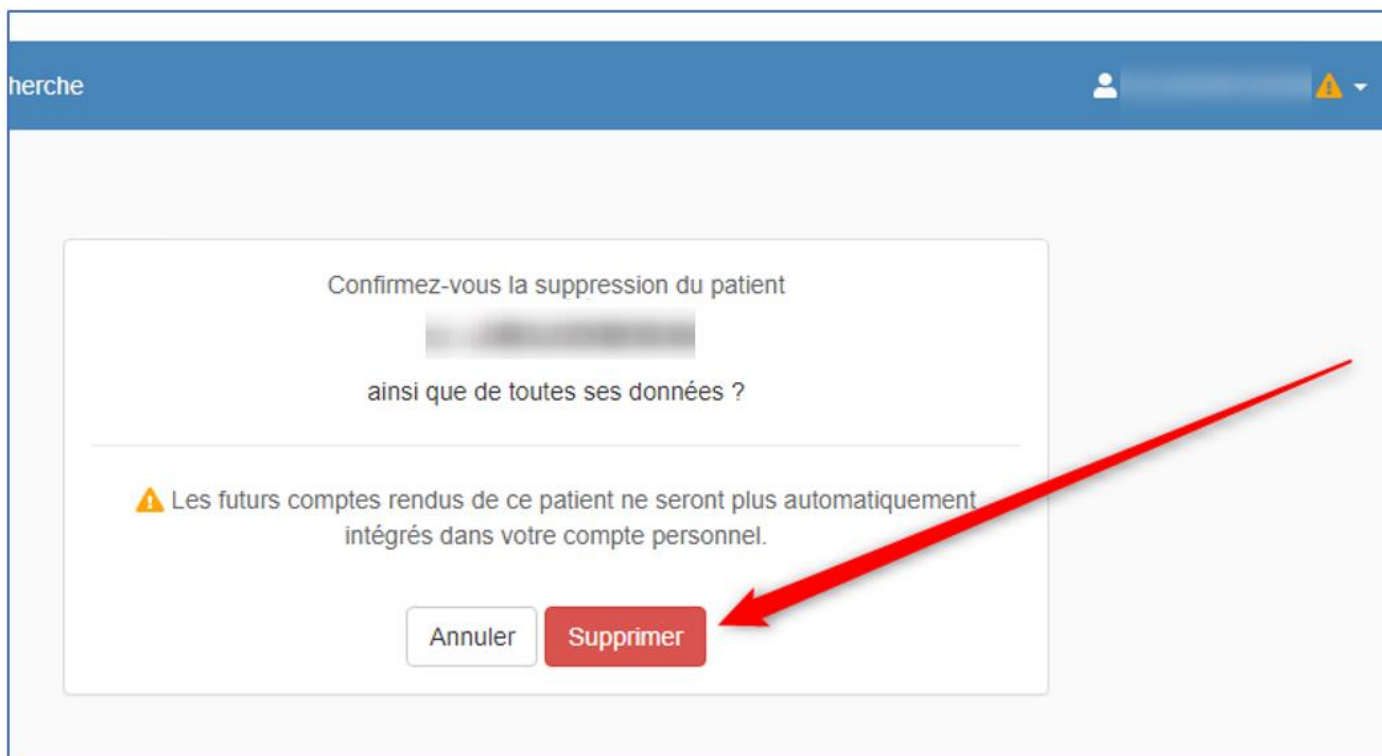 herche
Confirmez-vous la suppression du patient
ainsi que de toutes ses données ?
Les futurs comptes rendus de ce patient ne seront plus automatiquement
intégrés dans votre compte personnel.
Annuler Supprimer